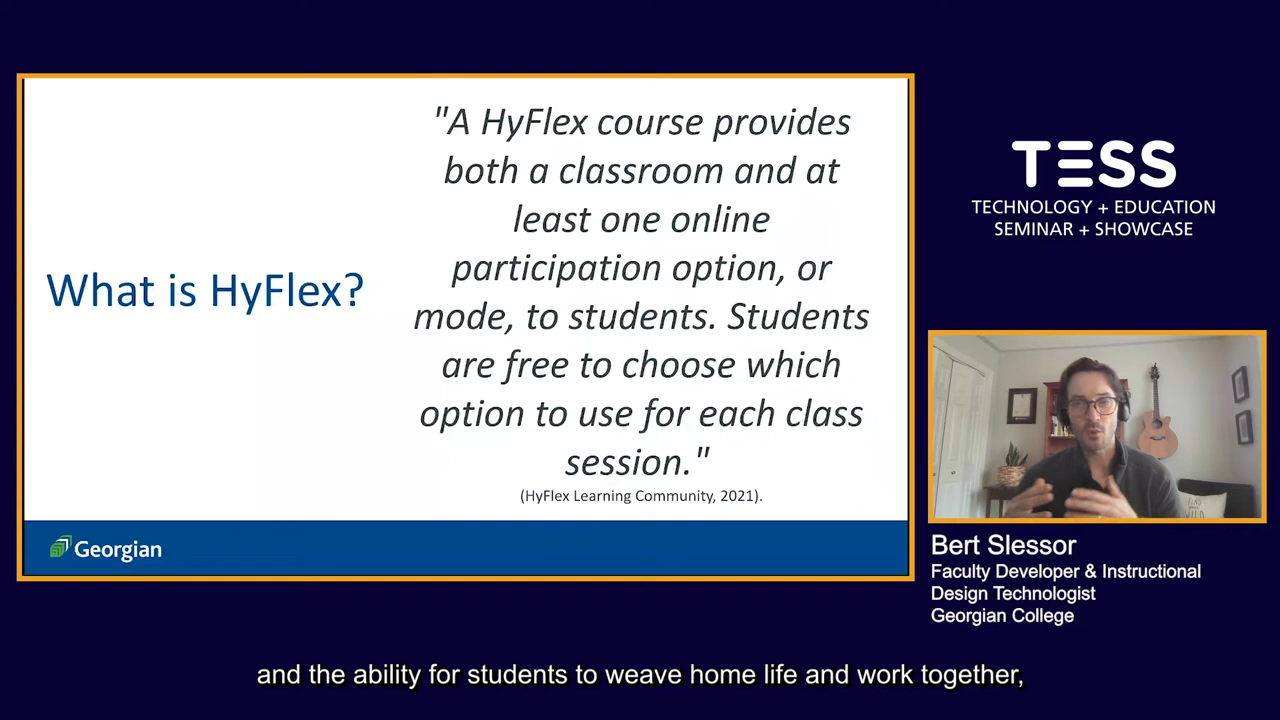 What is HyFlex?
"A HyFlex course provides
both a classroom and at
least one online
participation option, or
mode, to students. Students
are free to choose which
option to use for each class
session."
(HyFlex Learning Community, 2021).
Georgian
TESS
TECHNOLOGY + EDUCATION
SEMINAR + SHOWCASE
Bert Slessor
Faculty Developer & Instructional
Design Technologist
Georgian College
and the ability for students to weave home life and work together,